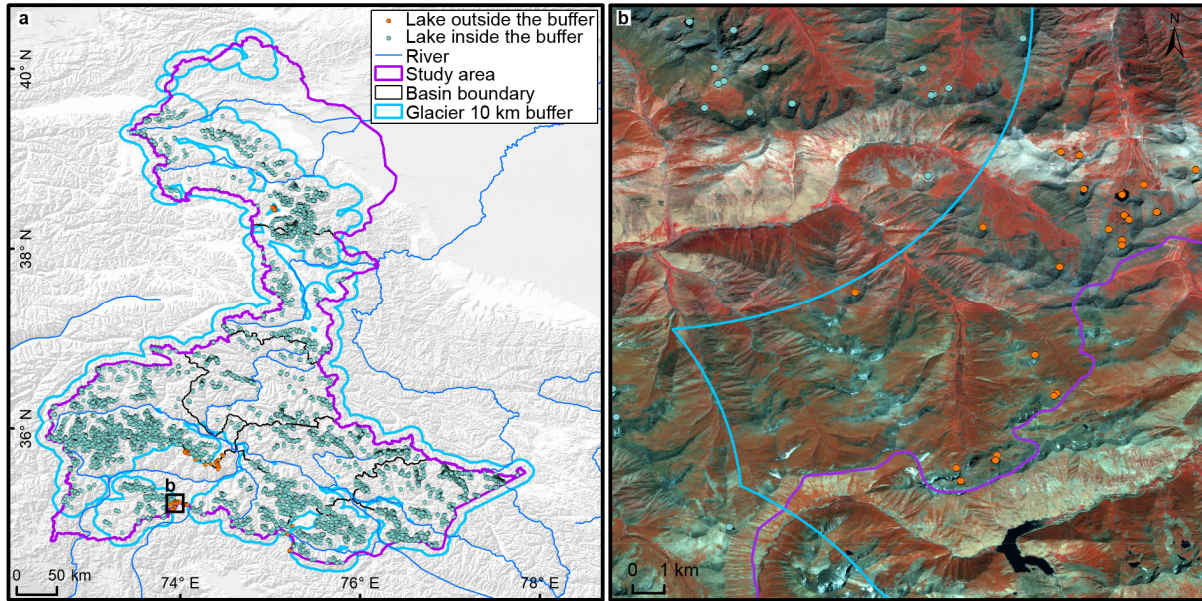 a
Lake outside the buffer
Lake inside the buffer
River
Study area
Basin boundary
Glacier 10 km buffer
40° N
38° N
36° N
b
0 50 km
74° E
76° E
78° E
b
N
0 1 km